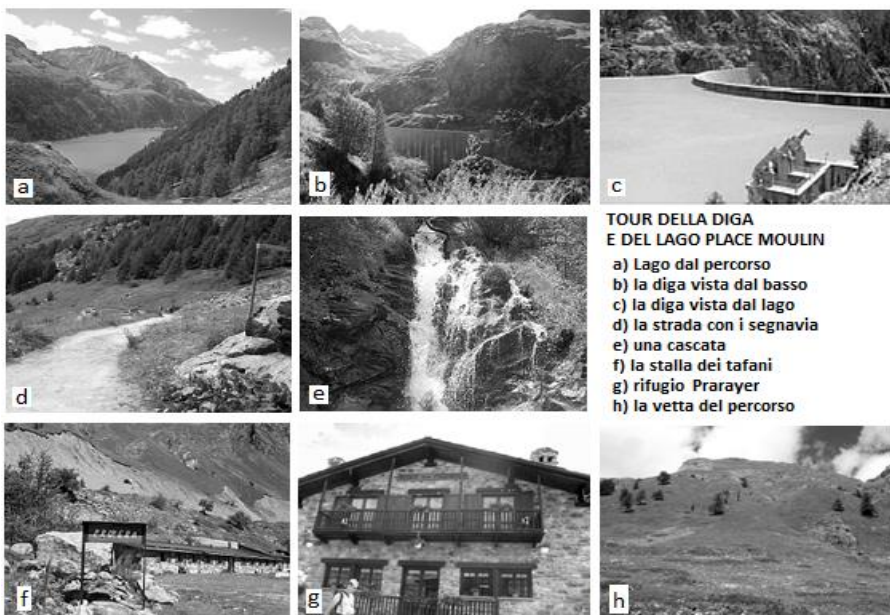 a
b
c
TOUR DELLA DIGA
E DEL LAGO PLACE MOULIN
a) Lago dal percorso
b) la diga vista dal basso
c) la diga vista dal lago
d) la strada con i segnavia
e) una cascata
f) la stalla dei tafani
g) rifugio Prarayer
h) la vetta del percorso
d
e
f
g
h